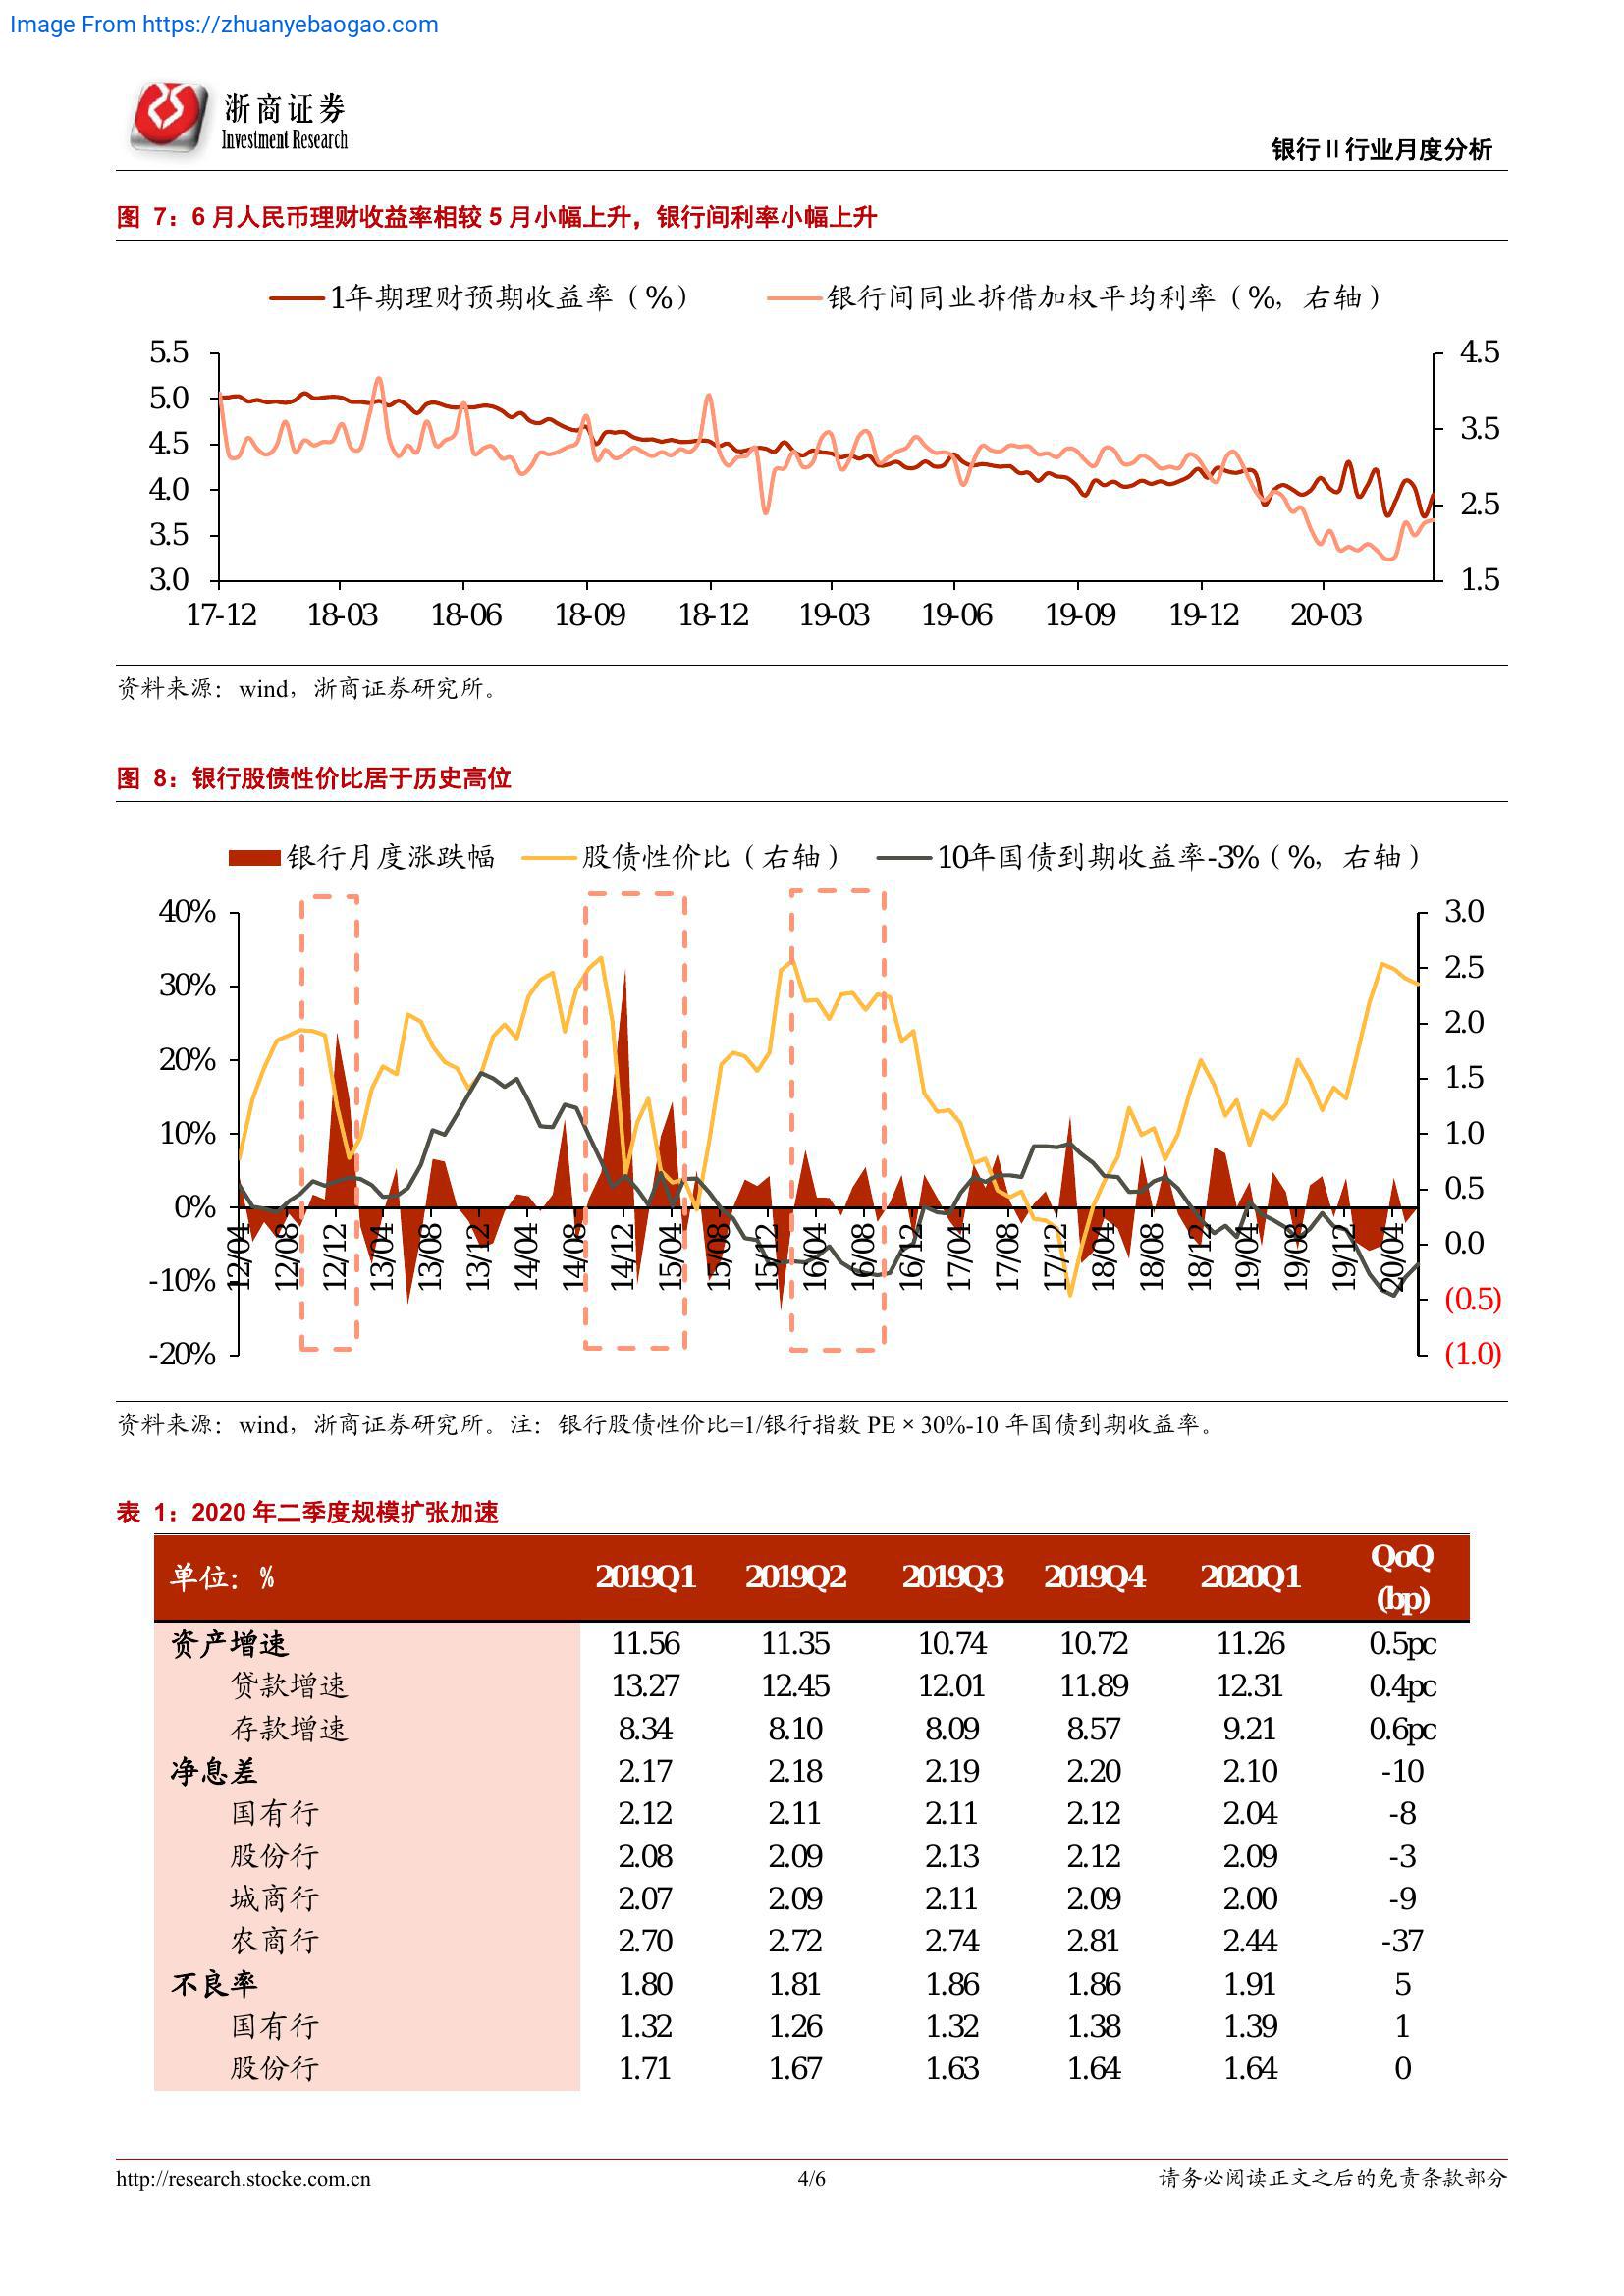 Image From https://zhuanyebaogao.com
浙商证券
Investment Research
银行Ⅱ行业月度分析
图 7：6 月人民币理财收益率相较 5 月小幅上升，银行间利率小幅上升
1年期理财预期收益率（%） 银行间同业拆借加权平均利率（%，右轴）
5.5 4.5
5.0
4.5 3.5
4.0 2.5
3.5
3.0 1.5
17-12 18-03 18-06 18-09 18-12 19-03 19-06 19-09 19-12 20-03
资料来源：wind，浙商证券研究所。
图 8：银行股债性价比居于历史高位
银行月度涨跌幅 股债性价比（右轴） 10年国债到期收益率-3%（%，右轴）
40% 3.0
30% 2.5
2.0
20% 1.5
10% 1.0
0% 0.5
0.0
-10% (0.5)
-20% (1.0)
12/04 12/08 12/12 13/04 13/08 13/12 14/04 14/08 14/12 15/04 15/08 15/12 16/04 16/08 16/12 17/04 17/08 17/12 18/04 18/08 18/12 19/04 19/08 19/12 20/04
资料来源：wind，浙商证券研究所。注：银行股债性价比=1/银行指数 PE × 30%-10 年国债到期收益率。
表 1：2020 年二季度规模扩张加速
单位：% 2019Q1 2019Q2 2019Q3 2019Q4 2020Q1 QoQ
(bp)
资产增速 11.56 11.35 10.74 10.72 11.26 0.5pc
贷款增速 13.27 12.45 12.01 11.89 12.31 0.4pc
存款增速 8.34 8.10 8.09 8.57 9.21 0.6pc
净息差 2.17 2.18 2.19 2.20 2.10 -10
国有行 2.12 2.11 2.11 2.12 2.04 -8
股份行 2.08 2.09 2.13 2.12 2.09 -3
城商行 2.07 2.09 2.11 2.09 2.00 -9
农商行 2.70 2.72 2.74 2.81 2.44 -37
不良率 1.80 1.81 1.86 1.86 1.91 5
国有行 1.32 1.26 1.32 1.38 1.39 1
股份行 1.71 1.67 1.63 1.64 1.64 0
http://research.stocke.com.cn 4/6 请务必阅读正文之后的免责条款部分